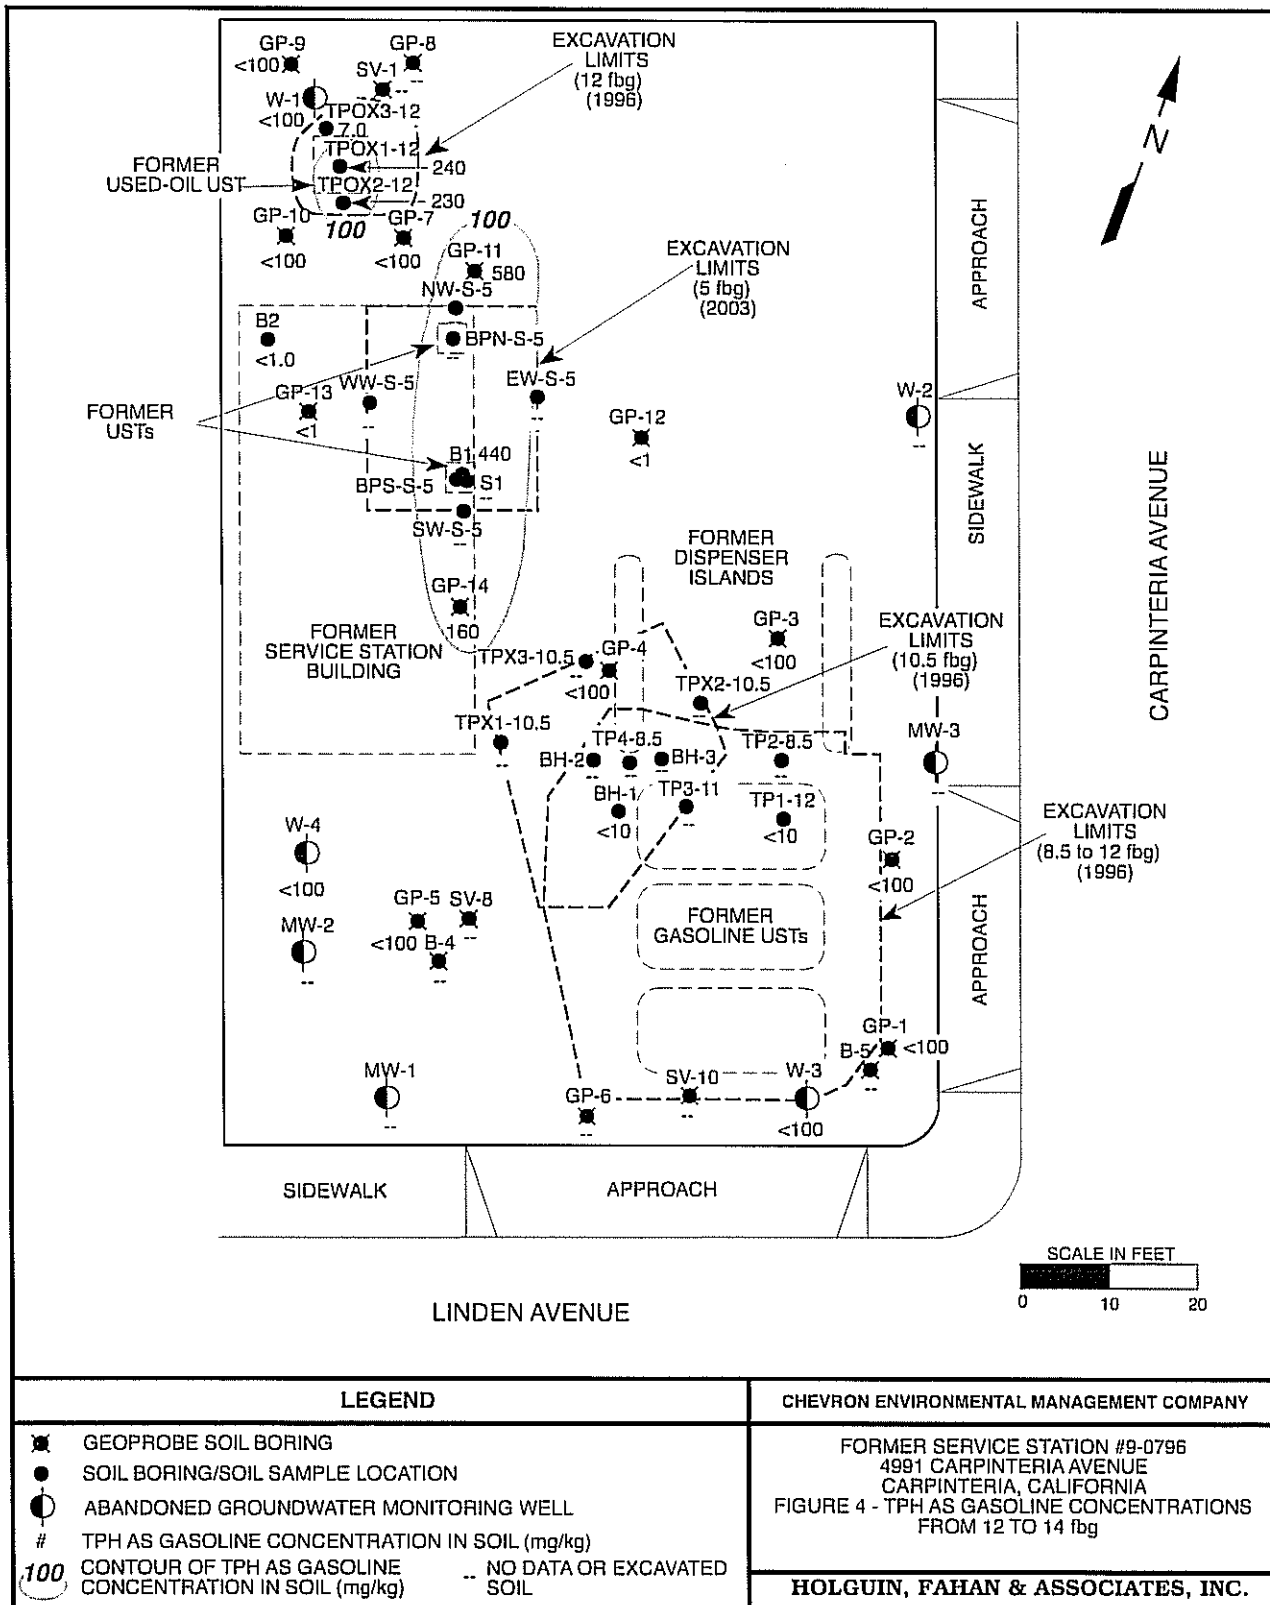 GP-9
<100
GP-8
--
SV-1
--
W-1
<100
EXCAVATION
LIMITS
(12 fbg)
(1996)
TPOX3-12
7.0
TPOX1-12
240
FORMER
USED-OIL UST
TPOX2-12
230
GP-10
<100
100
GP-7
<100
100
GP-11
580
EXCAVATION
LIMITS
(5 fbg)
(2003)
N
APPROACH
NW-S-5
B2
<1.0
BPN-S-5
--
GP-13
<1
WW-S-5
--
EW-S-5
--
FORMER
USTs
GP-12
<1
W-2
--
B1 440
BPS-S-5
S1
--
SW-S-5
--
SIDEWALK
CARPINTERIA AVENUE
FORMER
DISPENSER
ISLANDS
GP-14
160
FORMER
SERVICE STATION
BUILDING
GP-3
<100
EXCAVATION
LIMITS
(10.5 fbg)
(1996)
TPX3-10.5
--
GP-4
<100
TPX2-10.5
--
TPX1-10.5
--
MW-3
--
BH-2
--
TP4-8.5
--
BH-3
--
TP2-8.5
--
BH-1
<10
TP3-11
--
TP1-12
<10
EXCAVATION
LIMITS
(8.5 to 12 fbg)
(1996)
W-4
<100
GP-2
<100
GP-5
<100
SV-8
--
FORMER
GASOLINE USTs
MW-2
--
B-4
--
APPROACH
GP-1
<100
B-5
--
MW-1
--
GP-6
--
SV-10
--
W-3
<100
SIDEWALK
APPROACH
SCALE IN FEET
0 10 20
LINDEN AVENUE
LEGEND
GEOPROBE SOIL BORING
SOIL BORING/SOIL SAMPLE LOCATION
ABANDONED GROUNDWATER MONITORING WELL
# TPH AS GASOLINE CONCENTRATION IN SOIL (mg/kg)
100 CONTOUR OF TPH AS GASOLINE
CONCENTRATION IN SOIL (mg/kg)
-- NO DATA OR EXCAVATED
SOIL
CHEVRON ENVIRONMENTAL MANAGEMENT COMPANY
FORMER SERVICE STATION #9-0796
4991 CARPINTERIA AVENUE
CARPINTERIA, CALIFORNIA
FIGURE 4 - TPH AS GASOLINE CONCENTRATIONS
FROM 12 TO 14 fbg
HOLGUIN, FAHAN & ASSOCIATES, INC.